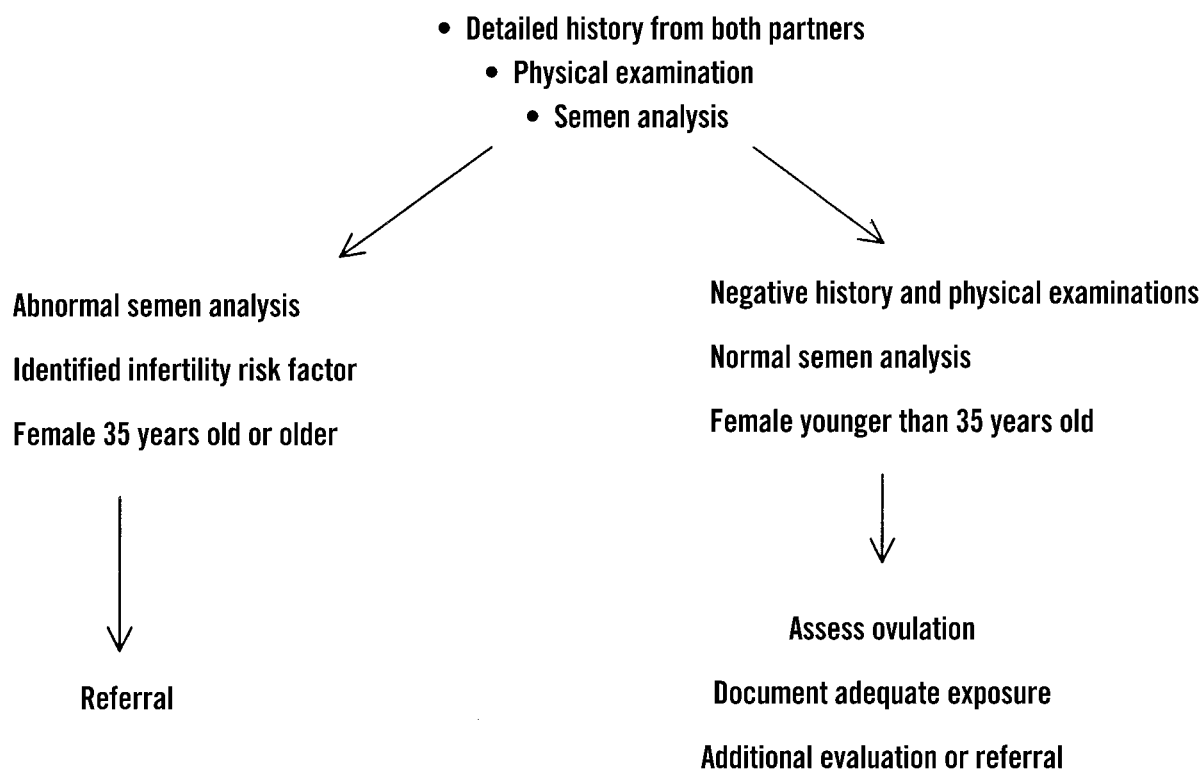 • Detailed history from both partners
• Physical examination
• Semen analysis
Abnormal semen analysis
Identified infertility risk factor
Female 35 years old or older
Referral
Negative history and physical examinations
Normal semen analysis
Female younger than 35 years old
Assess ovulation
Document adequate exposure
Additional evaluation or referral